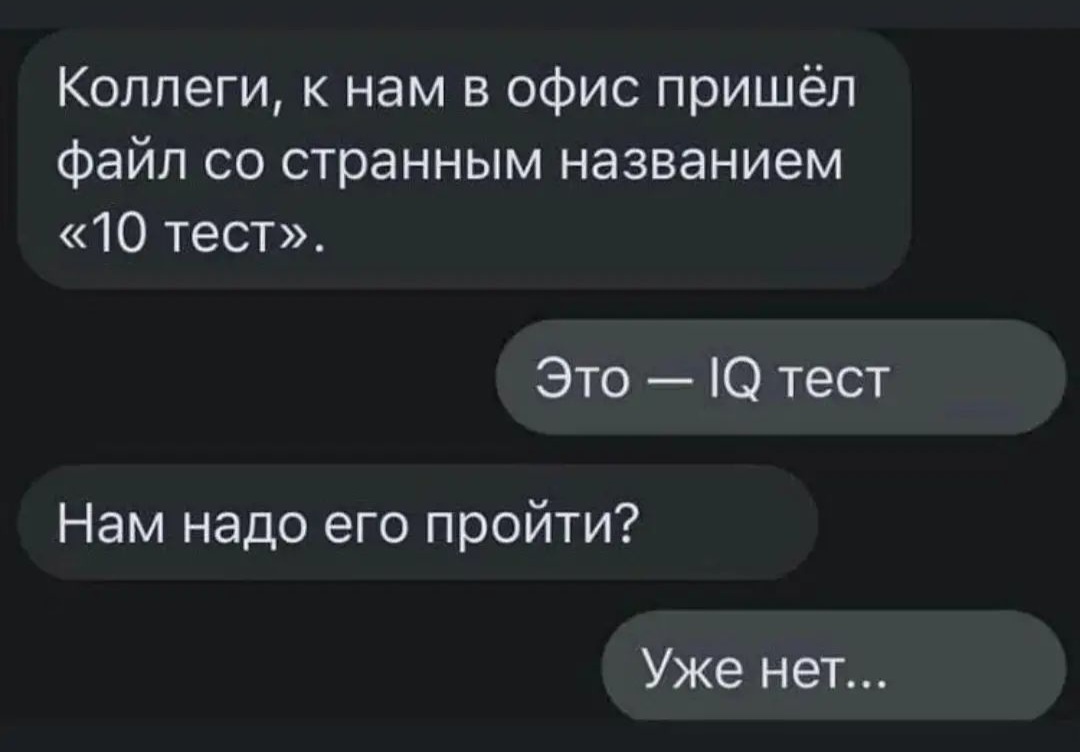 Коллеги, к нам в офис пришёл
файл со странным названием
«10 тест».
Это — IQ тест
Нам надо его пройти?
Уже нет...